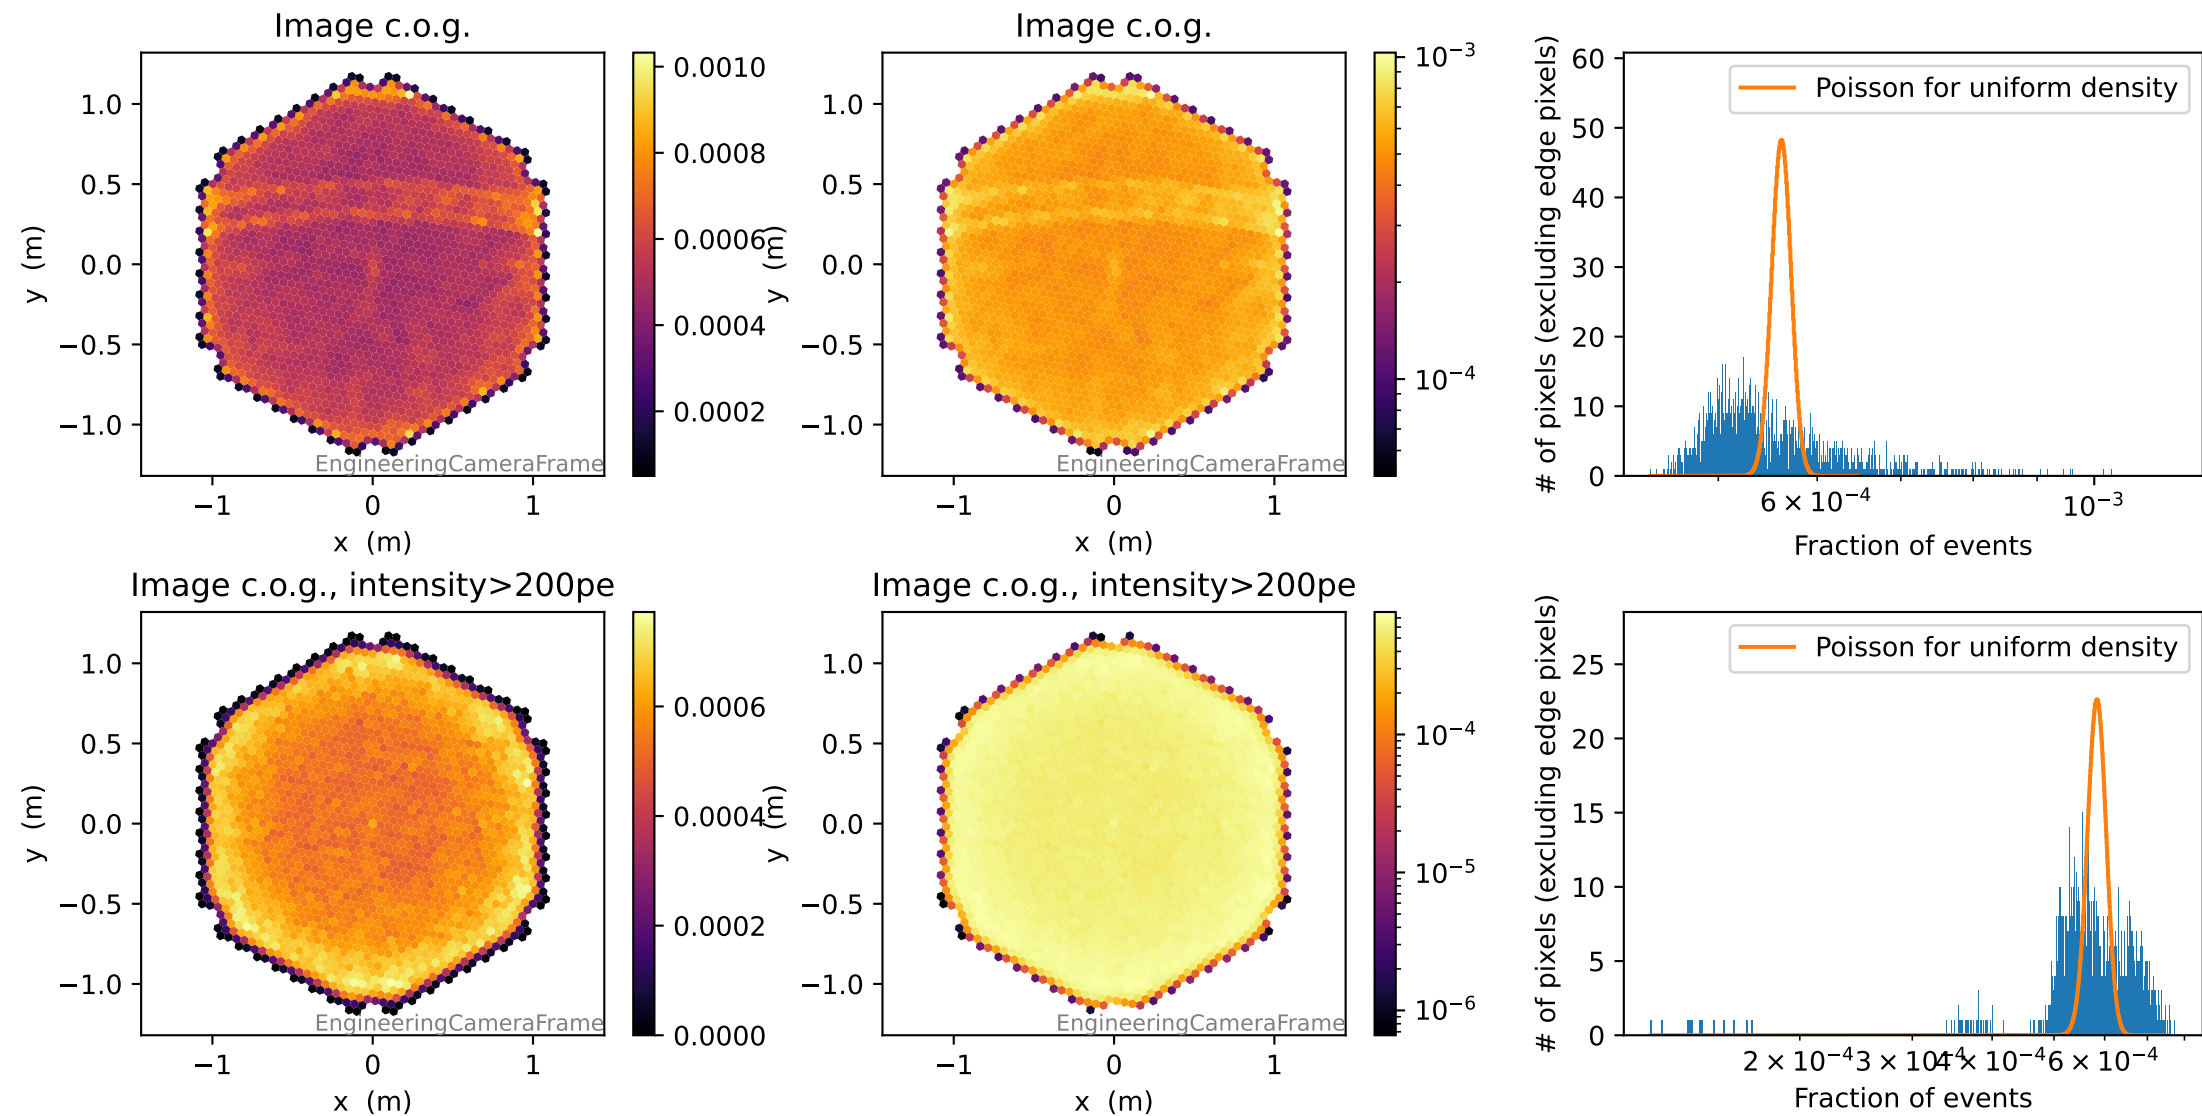 Image c.o.g.
1.0
0.5
0.0
−0.5
−1.0
y (m)
−1 0 1
x (m)
EngineeringCameraFrame
0.0010
0.0008
0.0006
0.0004
0.0002
Image c.o.g.
1.0
0.5
0.0
−0.5
−1.0
y (m)
−1 0 1
x (m)
EngineeringCameraFrame
10−3
10−4
# of pixels (excluding edge pixels)
60
50
40
30
20
10
0
Poisson for uniform density
6 × 10−4 10−3
Fraction of events
Image c.o.g., intensity>200pe
1.0
0.5
0.0
−0.5
−1.0
y (m)
−1 0 1
x (m)
EngineeringCameraFrame
0.0006
0.0004
0.0002
0.0000
Image c.o.g., intensity>200pe
1.0
0.5
0.0
−0.5
−1.0
y (m)
−1 0 1
x (m)
EngineeringCameraFrame
10−4
10−5
10−6
# of pixels (excluding edge pixels)
25
20
15
10
5
0
Poisson for uniform density
2 × 10−4 3 × 10−4 4 × 10−4 6 × 10−4
Fraction of events